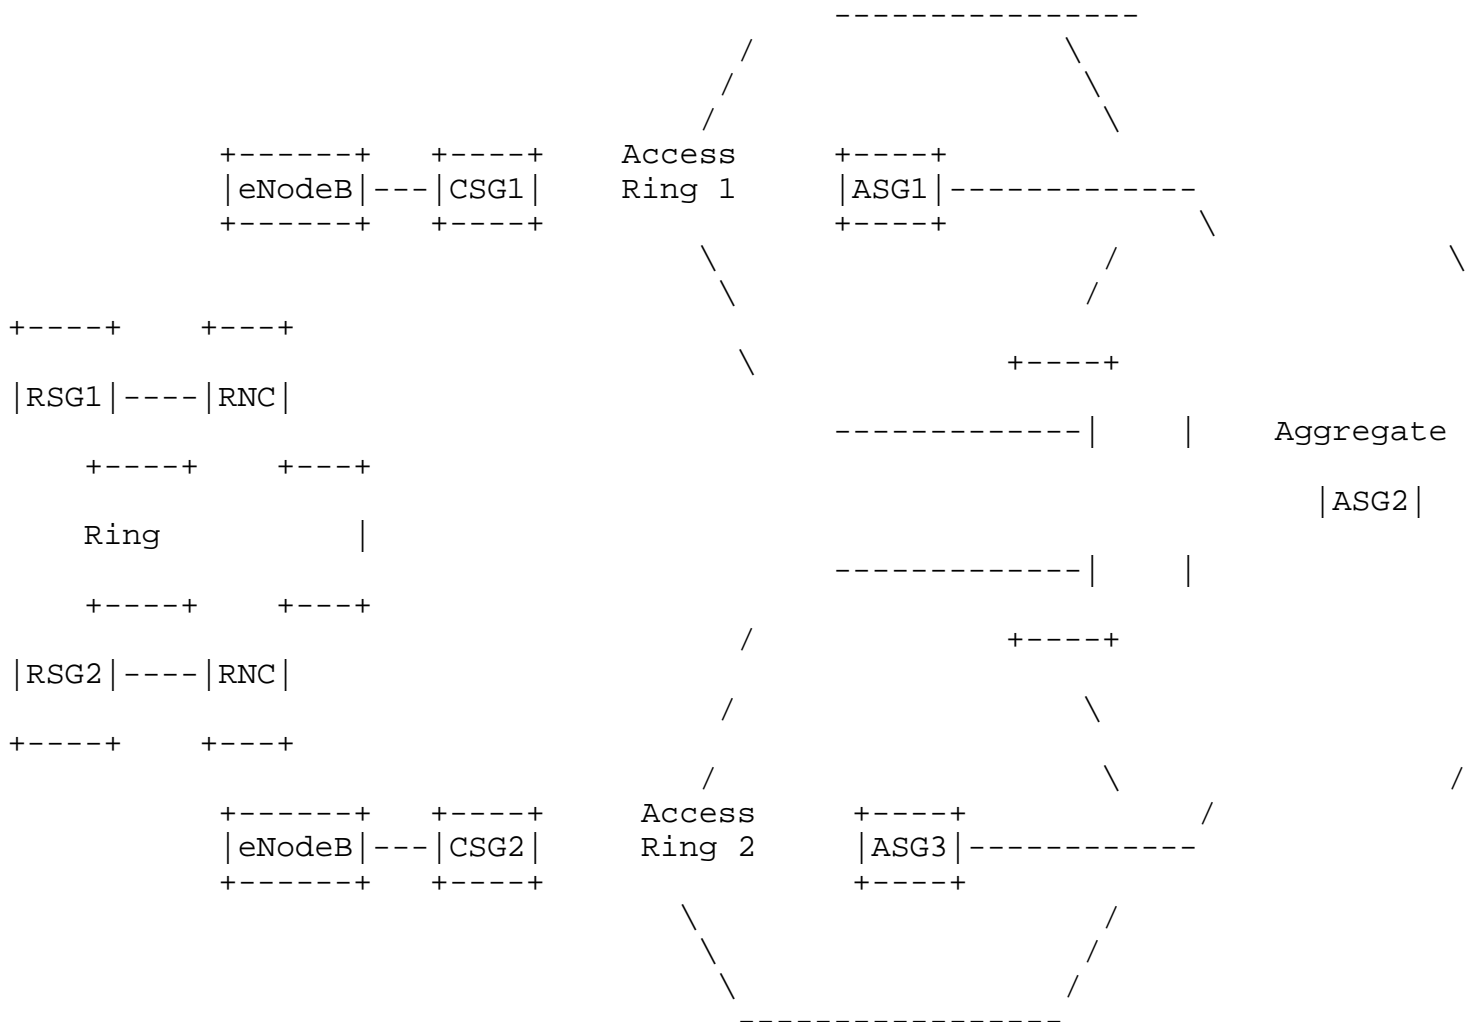 Access
eNodeB CSG1 Ring 1 ASG1
RSG1 RNC
Aggregate
ASG2
Ring
RSG2 RNC
Access
eNodeB CSG2 Ring 2 ASG3